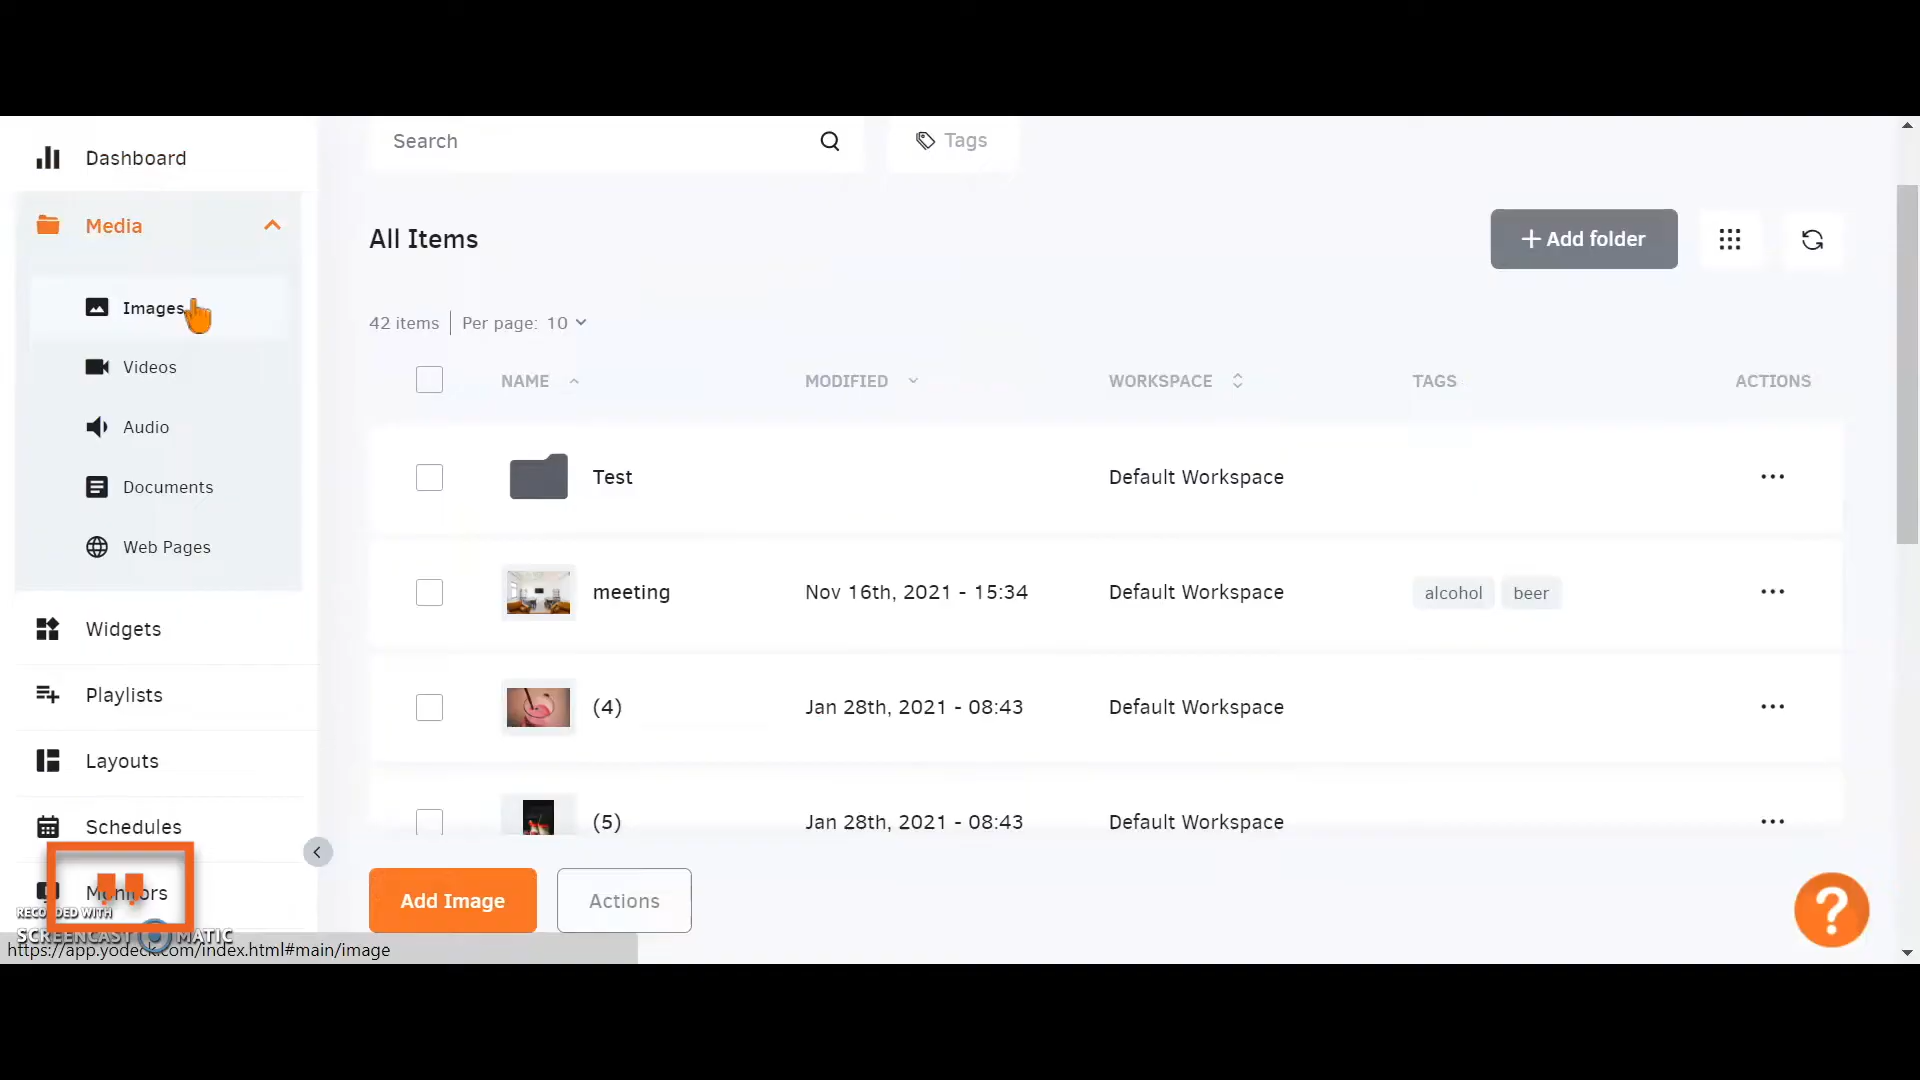 Dashboard
Media
Images
Videos
Audio
Documents
Web Pages
Widgets
Playlists
Layouts
Schedules
Monitors
RECORDED WITH
SCREENCAST MATIC
https://app.yodeck.com/index.html#main/image
Search
Tags
All Items
+ Add folder
42 items | Per page: 10
NAME MODIFIED WORKSPACE TAGS ACTIONS
Test Default Workspace
meeting Nov 16th, 2021 - 15:34 Default Workspace alcohol beer
(4) Jan 28th, 2021 - 08:43 Default Workspace
(5) Jan 28th, 2021 - 08:43 Default Workspace
Add Image Actions
?